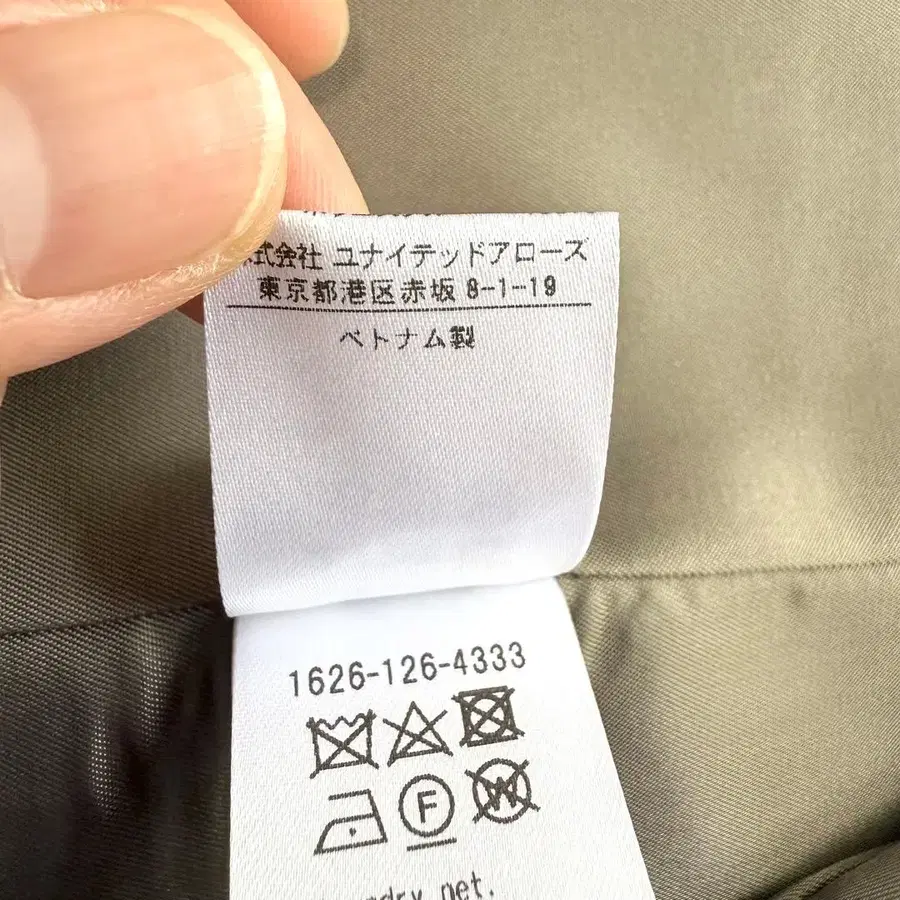 式会社 ユナイテッドアローズ
東京都港区赤坂 8-1-19
ベトナム製
1626-126-4333
F
W
net.